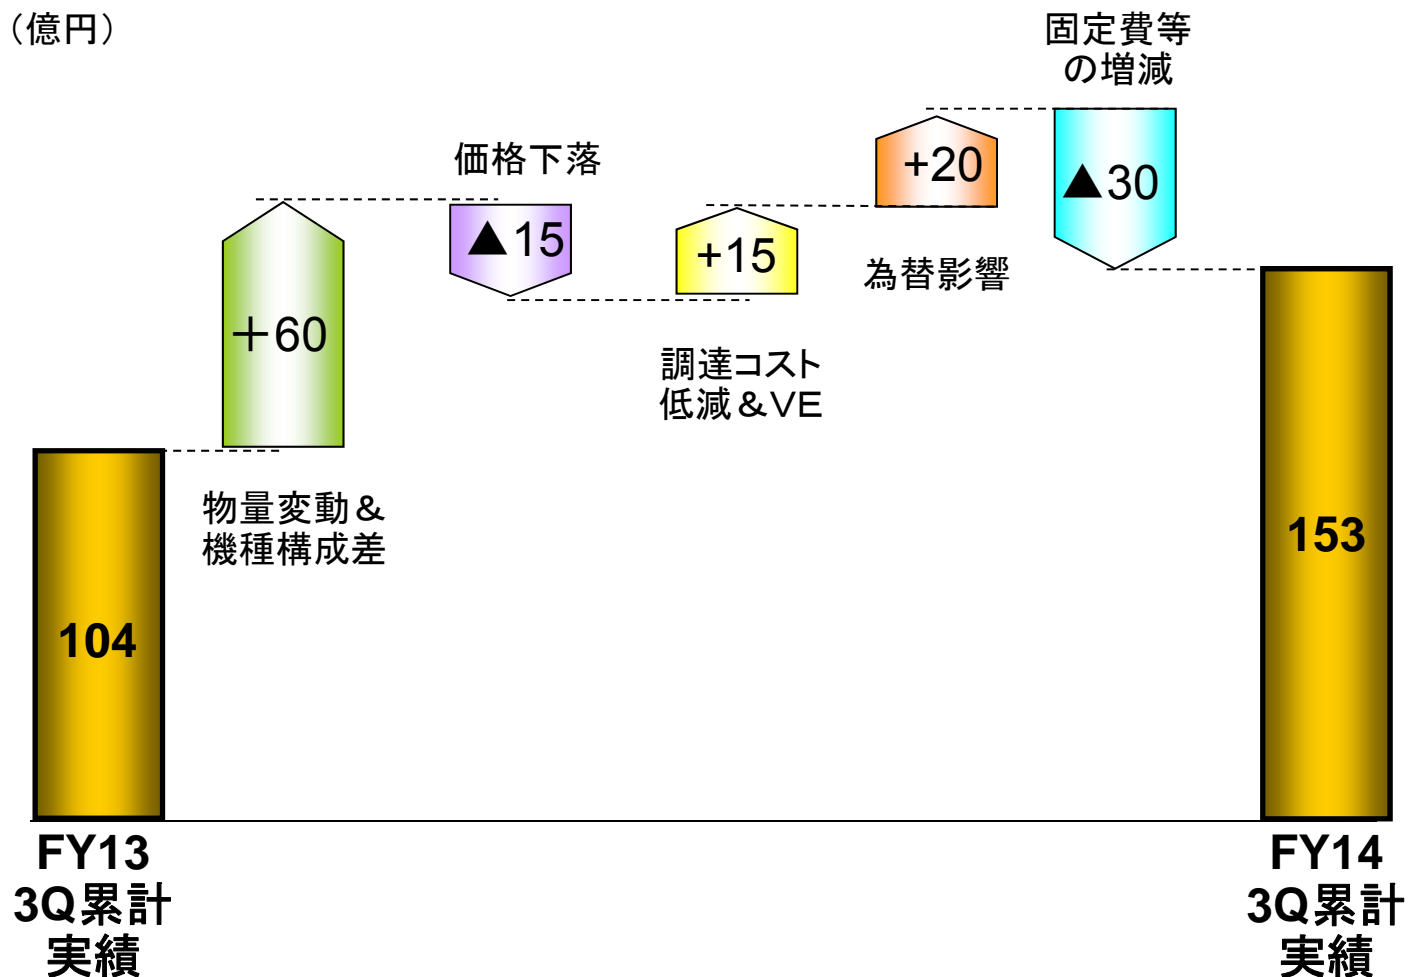 （億円）
固定費等
の増減
価格下落
+20
▲30
▲15
+15
為替影響
＋60
調達コスト
低減＆VE
物量変動＆
機種構成差
153
104
FY13
3Q累計
実績
FY14
3Q累計
実績